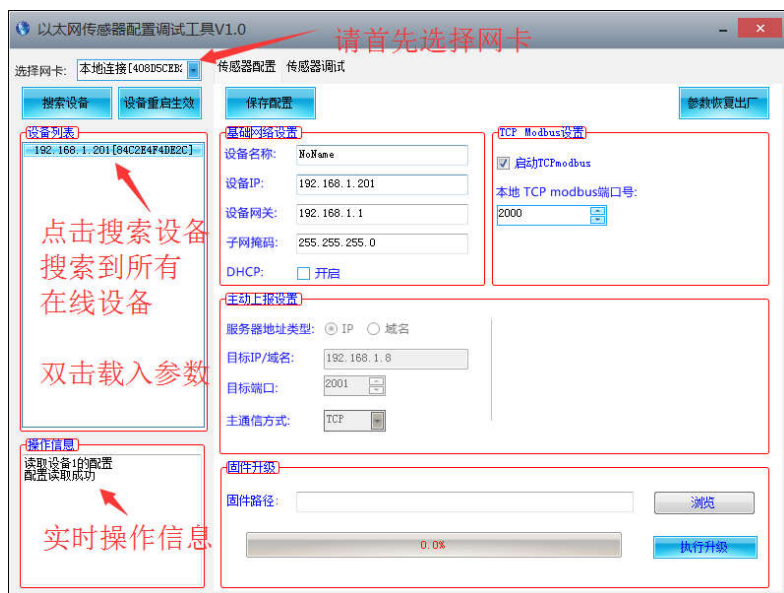 以太网传感器配置调试工具V1.0
请首先选择网卡
选择网卡: 本地连接[408D5CEB:
传感器配置 传感器调试
搜索设备 设备重启生效 保存配置 参数恢复出厂
设备列表
192.168.1.201[84C2E4F4DE2C]
点击搜索设备
搜索到所有
在线设备
双击载入参数
基础网络设置
设备名称: NoName
设备IP: 192.168.1.201
设备网关: 192.168.1.1
子网掩码: 255.255.255.0
DHCP: 开启
TCP Modbus设置
启动TCPmodbus
本地 TCP modbus端口号:
2000
主动上报设置
服务器地址类型: IP 域名
目标IP/域名: 192.168.1.8
目标端口: 2001
主通信方式: TCP
操作信息
读取设备1的配置
配置读取成功
实时操作信息
固件升级
固件路径: 浏览
0.0% 执行升级